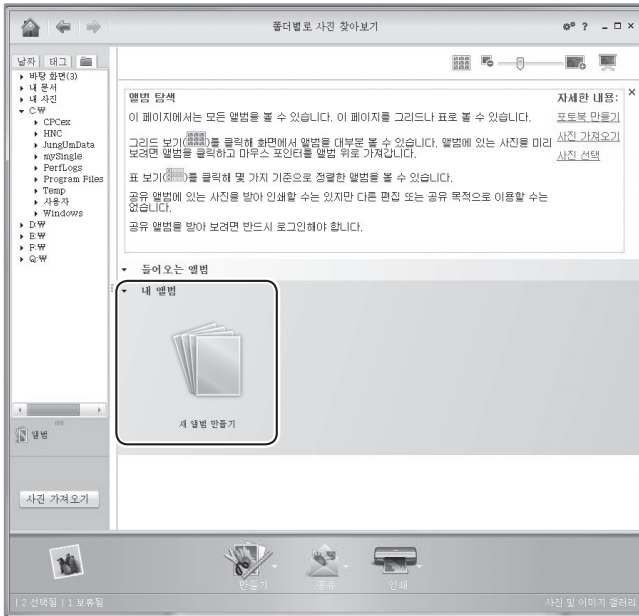 폴더별로 사진 찾아보기
?
날짜
태그
바탕 화면(3)
내 문서
내 사진
C:₩
CPCex
HNC
JungUmData
mySingle
PerfLogs
Program Files
Temp
사용자
Windows
D:₩
E:₩
F:₩
Q:₩
앨범
사진 가져오기
앨범 탐색
이 페이지에서는 모든 앨범을 볼 수 있습니다. 이 페이지를 그리드나 표로 볼 수 있습니다.
그리드 보기( )를 클릭해 화면에서 앨범을 대부분 볼 수 있습니다. 앨범에 있는 사진을 미리
보려면 앨범을 클릭하고 마우스 포인터를 앨범 위로 가져갑니다.
표 보기( )를 클릭해 몇 가지 기준으로 정렬한 앨범을 볼 수 있습니다.
공유 앨범에 있는 사진을 받아 인쇄할 수는 있지만 다른 편집 또는 공유 목적으로 이용할 수는
없습니다.
공유 앨범을 받아 보려면 반드시 로그인해야 합니다.
자세한 내용:
포토북 만들기
사진 가져오기
사진 선택
들어오는 앨범
내 앨범
새 앨범 만들기
만들기
공유
인쇄
2 선택됨 | 1 보류됨
사진 및 이미지 갤러리